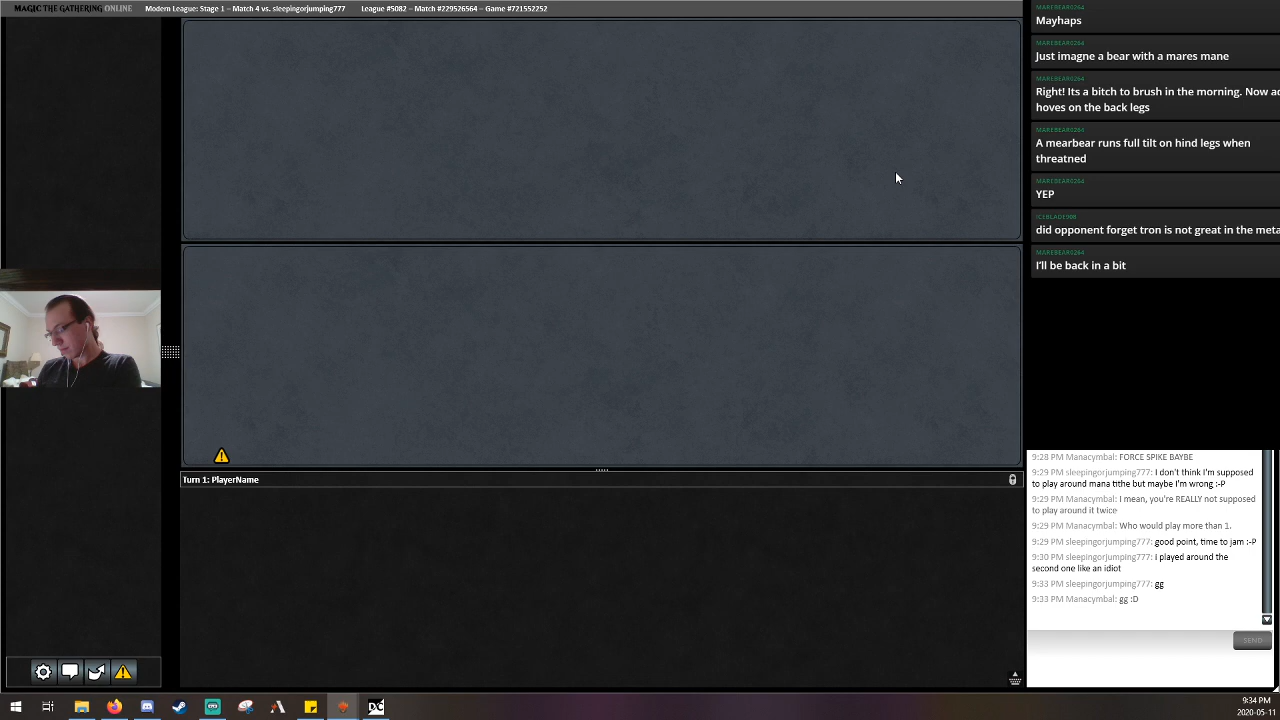 MAGIC THE GATHERING ONLINE
Modern League: Stage 1 – Match 4 vs. sleepingorjumping777
League #5082 – Match #229526564 – Game #721552252
MAREBEAR0264
Mayhaps
MAREBEAR0264
Just imagne a bear with a mares mane
MAREBEAR0264
Right! Its a bitch to brush in the morning. Now
hoves on the back legs
MAREBEAR0264
A mearbear runs full tilt on hind legs when
threatned
MAREBEAR0264
YEP
ICEBLADE908
did opponent forget tron is not great in the meta
MAREBEAR0264
I'll be back in a bit
Turn 1: PlayerName
9:28 PM Manacymbal: FORCE SPIKE BAYBE
9:29 PM sleepingorjumping777: I don't think I'm supposed
to play around mana tithe but maybe I'm wrong :-P
9:29 PM Manacymbal: I mean, you're REALLY not supposed
to play around it twice
9:29 PM Manacymbal: Who would play more than 1.
9:29 PM sleepingorjumping777: good point, time to jam :-P
9:30 PM sleepingorjumping777: i played around the
second one like an idiot
9:33 PM sleepingorjumping777: gg
9:33 PM Manacymbal: gg :D
SEND
9:34 PM
2020-05-11